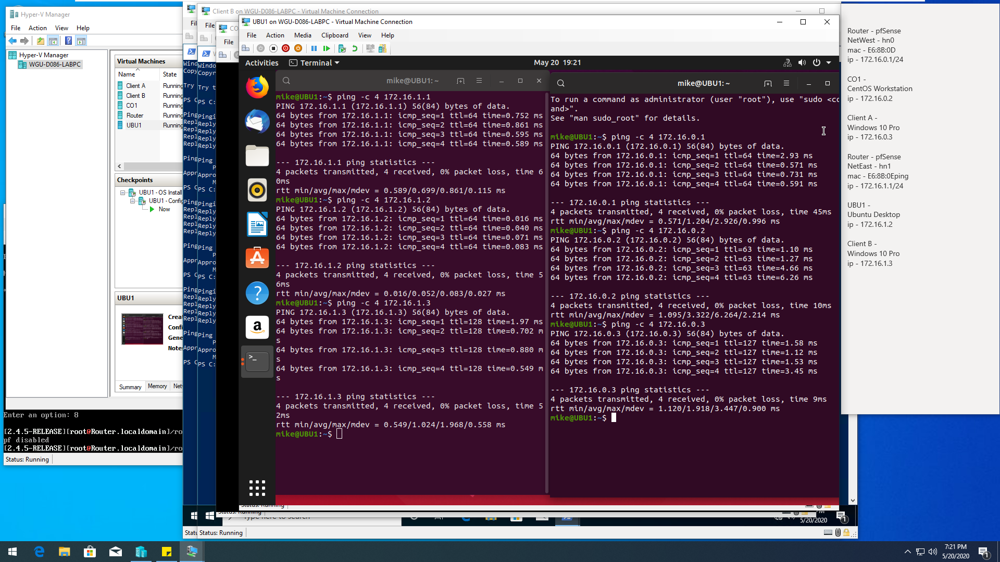 Hyper-V Manager
File Action View Help
Hyper-V Manager
WGU-D086-LABPC
Virtual Machines
Name State
Client A Running
Client B Running
CO1 Running
Router Running
UBU1 Running
Checkpoints
UBU1 - OS Install
UBU1 - Config
Now
UBU1
Summary Memory
Enter an option: 8
[2.4.5-RELEASE][root@Router.localdomain]/ro
pf disabled
[2.4.5-RELEASE][root@Router.localdomain]/ro
Status: Running
Client B on WGU-D086-LABPC - Virtual Machine Connection
File
File
UBU1 on WGU-D086-LABPC - Virtual Machine Connection
File Action Media Clipboard View Help
Activities Terminal May 20 19:21
mike@UBU1: ~
mike@UBU1:~$ ping -c 4 172.16.1.1
PING 172.16.1.1 (172.16.1.1) 56(84) bytes of data.
64 bytes from 172.16.1.1: icmp_seq=1 ttl=64 time=0.752 ms
64 bytes from 172.16.1.1: icmp_seq=2 ttl=64 time=0.861 ms
64 bytes from 172.16.1.1: icmp_seq=3 ttl=64 time=0.595 ms
64 bytes from 172.16.1.1: icmp_seq=4 ttl=64 time=0.589 ms
--- 172.16.1.1 ping statistics ---
4 packets transmitted, 4 received, 0% packet loss, time 6
0ms
rtt min/avg/max/mdev = 0.589/0.699/0.861/0.115 ms
mike@UBU1:~$ ping -c 4 172.16.1.2
PING 172.16.1.2 (172.16.1.2) 56(84) bytes of data.
64 bytes from 172.16.1.2: icmp_seq=1 ttl=64 time=0.016 ms
64 bytes from 172.16.1.2: icmp_seq=2 ttl=64 time=0.040 ms
64 bytes from 172.16.1.2: icmp_seq=3 ttl=64 time=0.071 ms
64 bytes from 172.16.1.2: icmp_seq=4 ttl=64 time=0.083 ms
--- 172.16.1.2 ping statistics ---
4 packets transmitted, 4 received, 0% packet loss, time 5
6ms
rtt min/avg/max/mdev = 0.016/0.052/0.083/0.027 ms
mike@UBU1:~$ ping -c 4 172.16.1.3
PING 172.16.1.3 (172.16.1.3) 56(84) bytes of data.
64 bytes from 172.16.1.3: icmp_seq=1 ttl=128 time=1.97 ms
64 bytes from 172.16.1.3: icmp_seq=2 ttl=128 time=0.702 m
s
64 bytes from 172.16.1.3: icmp_seq=3 ttl=128 time=0.880 m
s
64 bytes from 172.16.1.3: icmp_seq=4 ttl=128 time=0.549 m
s
--- 172.16.1.3 ping statistics ---
4 packets transmitted, 4 received, 0% packet loss, time 5
2ms
rtt min/avg/max/mdev = 0.549/1.024/1.968/0.558 ms
mike@UBU1:~$
mike@UBU1: ~
To run a command as administrator (user "root"), use "sudo <co
and>".
See "man sudo_root" for details.
mike@UBU1:~$ ping -c 4 172.16.0.1
PING 172.16.0.1 (172.16.0.1) 56(84) bytes of data.
64 bytes from 172.16.0.1: icmp_seq=1 ttl=64 time=2.93 ms
64 bytes from 172.16.0.1: icmp_seq=2 ttl=64 time=0.571 ms
64 bytes from 172.16.0.1: icmp_seq=3 ttl=64 time=0.731 ms
64 bytes from 172.16.0.1: icmp_seq=4 ttl=64 time=0.591 ms
--- 172.16.0.1 ping statistics ---
4 packets transmitted, 4 received, 0% packet loss, time 45ms
rtt min/avg/max/mdev = 0.571/1.204/2.926/0.996 ms
mike@UBU1:~$ ping -c 4 172.16.0.2
PING 172.16.0.2 (172.16.0.2) 56(84) bytes of data.
64 bytes from 172.16.0.2: icmp_seq=1 ttl=63 time=1.10 ms
64 bytes from 172.16.0.2: icmp_seq=2 ttl=63 time=1.27 ms
64 bytes from 172.16.0.2: icmp_seq=3 ttl=63 time=4.66 ms
64 bytes from 172.16.0.2: icmp_seq=4 ttl=63 time=6.26 ms
--- 172.16.0.2 ping statistics ---
4 packets transmitted, 4 received, 0% packet loss, time 10ms
rtt min/avg/max/mdev = 1.095/3.322/6.264/2.214 ms
mike@UBU1:~$ ping -c 4 172.16.0.3
PING 172.16.0.3 (172.16.0.3) 56(84) bytes of data.
64 bytes from 172.16.0.3: icmp_seq=1 ttl=127 time=1.58 ms
64 bytes from 172.16.0.3: icmp_seq=2 ttl=127 time=1.12 ms
64 bytes from 172.16.0.3: icmp_seq=3 ttl=127 time=1.53 ms
64 bytes from 172.16.0.3: icmp_seq=4 ttl=127 time=3.45 ms
--- 172.16.0.3 ping statistics ---
4 packets transmitted, 4 received, 0% packet loss, time 9ms
rtt min/avg/max/mdev = 1.120/1.918/3.447/0.900 ms
mike@UBU1:~$
Router - pfSense
NetWest - hn0
mac - E6:8B:0D
ip - 172.16.0.1/24
CO1 -
CentOS Workstation
ip - 172.16.0.2
Client A -
Windows 10 Pro
ip - 172.16.0.3
Router - pfSense
NetEast - hn1
mac - E6:8B:0Eping
ip - 172.16.1.1/24
UBU1 -
Ubuntu Desktop
ip - 172.16.1.2
Client B -
Windows 10 Pro
ip - 172.16.1.3
Status: Running
Status: Running
Type here to search
5/20/2020
Status: Running
7:21 PM
5/20/2020